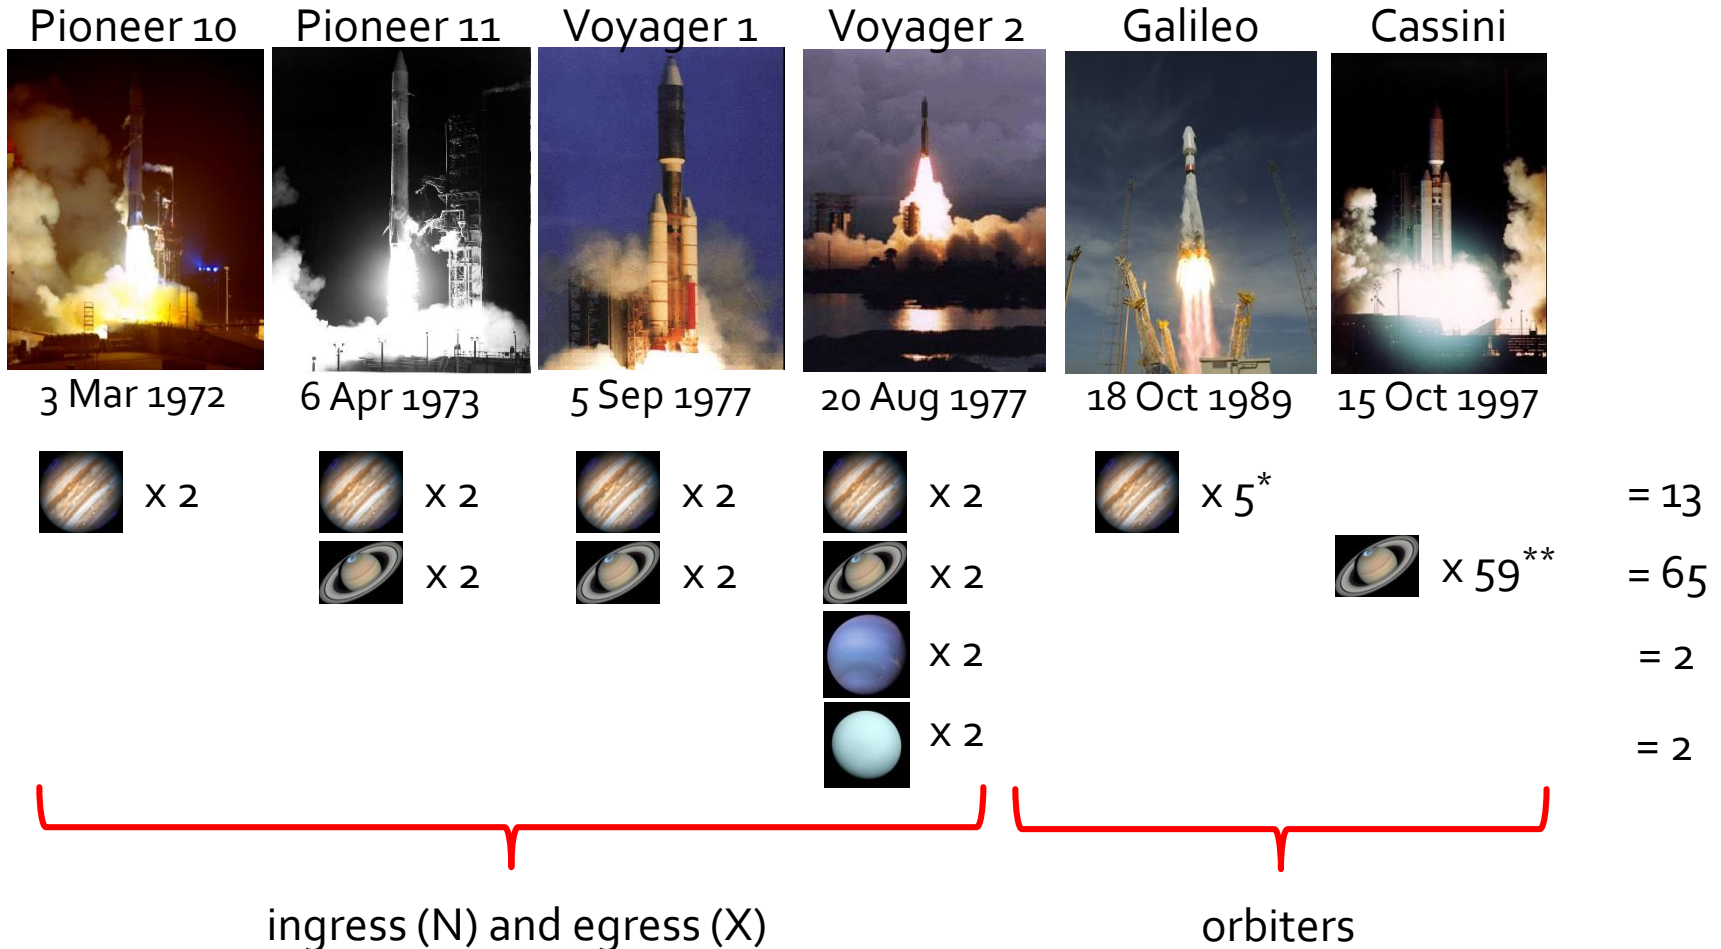 Pioneer 10 Pioneer 11 Voyager 1 Voyager 2 Galileo Cassini
3 Mar 1972 6 Apr 1973 5 Sep 1977 20 Aug 1977 18 Oct 1989 15 Oct 1997
x 2 x 2 x 2 x 2 x 5* = 13
x 2 x 2 x 2 x 59** = 65
x 2 = 2
x 2 = 2
ingress (N) and egress (X) orbiters